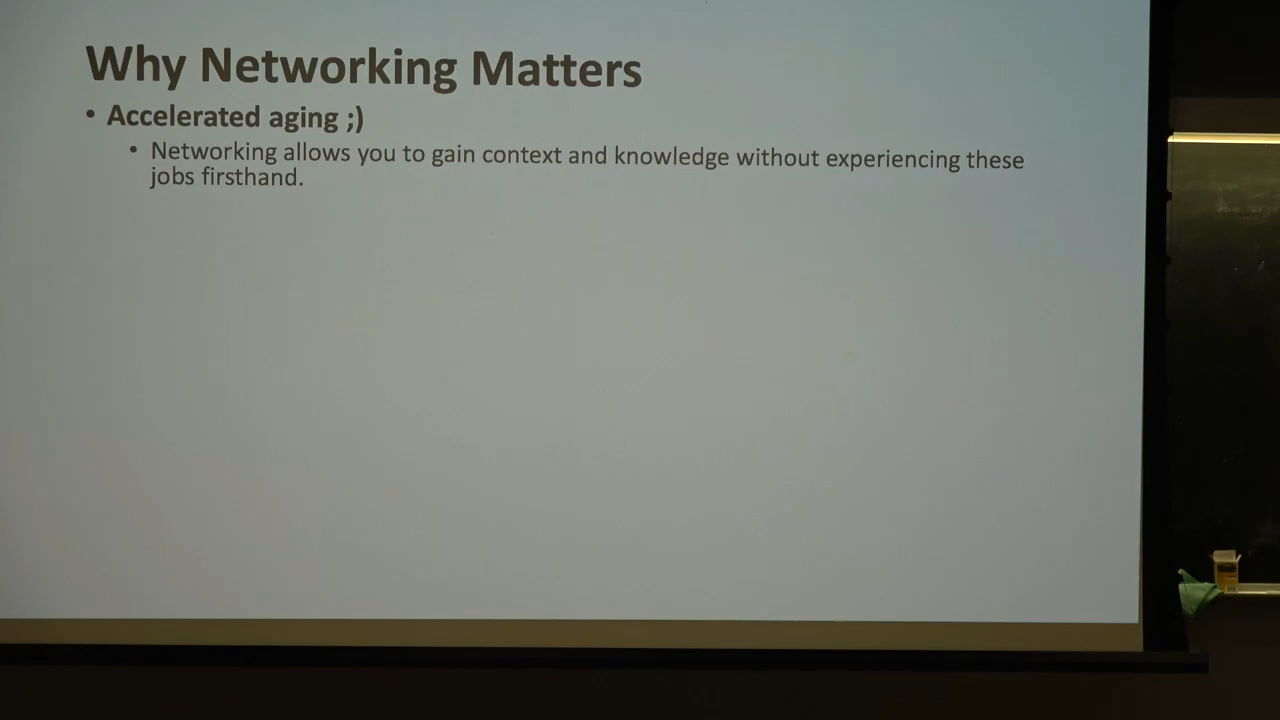 Why Networking Matters
• Accelerated aging ;)
• Networking allows you to gain context and knowledge without experiencing these
jobs firsthand.